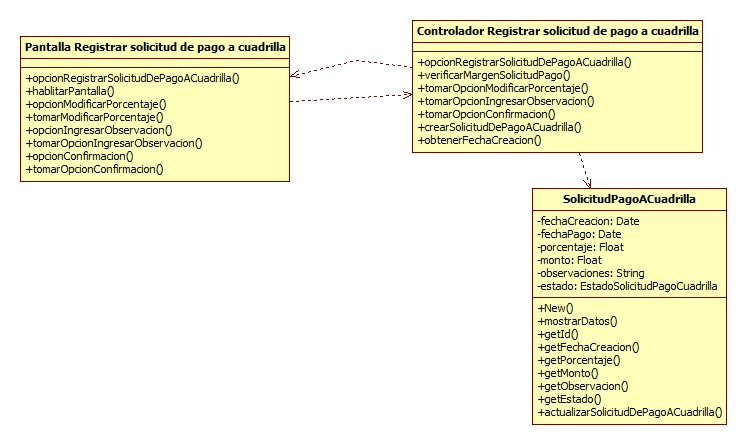 Pantalla Registrar solicitud de pago a cuadrilla
+opcionRegistrarSolicitudDePagoACuadrilla()
+hablitarPantalla()
+opcionModificarPorcentaje()
+tomarModificarPorcentaje()
+opcionIngresarObservacion()
+tomarOpcionIngresarObservacion()
+opcionConfirmacion()
+tomarOpcionConfirmacion()
Controlador Registrar solicitud de pago a cuadrilla
+opcionRegistrarSolicitudDePagoACuadrilla()
+verificarMargenSolicitudPago()
+tomarOpcionModificarPorcentaje()
+tomarOpcionIngresarObservacion()
+tomarOpcionConfirmacion()
+crearSolicitudDePagoACuadrilla()
+obtenerFechaCreacion()
SolicitudPagoACuadrilla
-fechaCreacion: Date
-fechaPago: Date
-porcentaje: Float
-monto: Float
-observaciones: String
-estado: EstadoSolicitudPagoCuadrilla
+New()
+mostrarDatos()
+getId()
+getFechaCreacion()
+getPorcentaje()
+getMonto()
+getObservacion()
+getEstado()
+actualizarSolicitudDePagoACuadrilla()